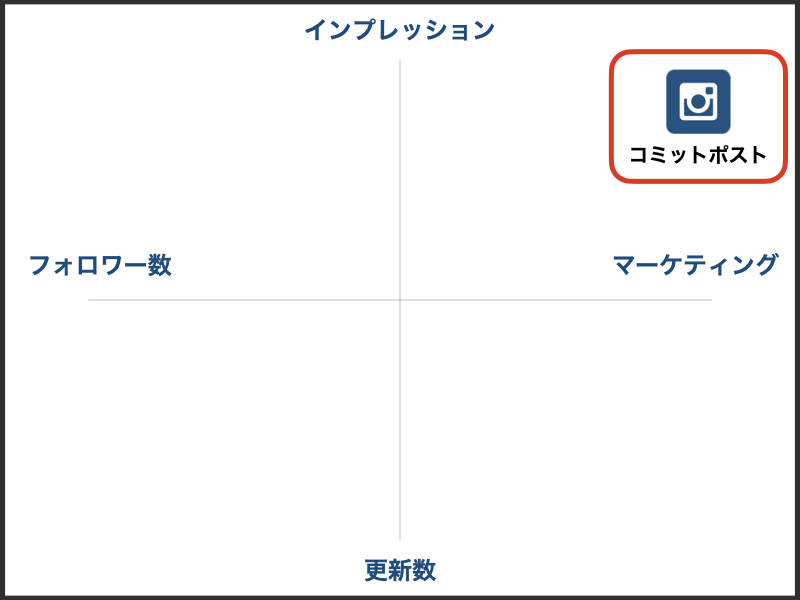 インプレッション
コミットポスト
フォロワー数
マーケティング
更新数